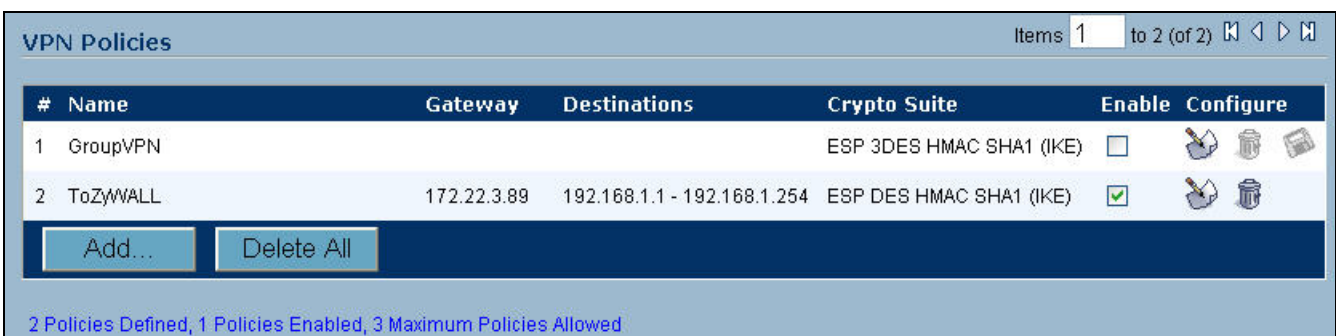 VPN Policies Items 1 to 2 (of 2)
# Name Gateway Destinations Crypto Suite Enable Configure
1 GroupVPN ESP 3DES HMAC SHA1 (IKE)
2 ToZyWALL 172.22.3.89 192.168.1.1 - 192.168.1.254 ESP DES HMAC SHA1 (IKE)
Add... Delete All
2 Policies Defined, 1 Policies Enabled, 3 Maximum Policies Allowed